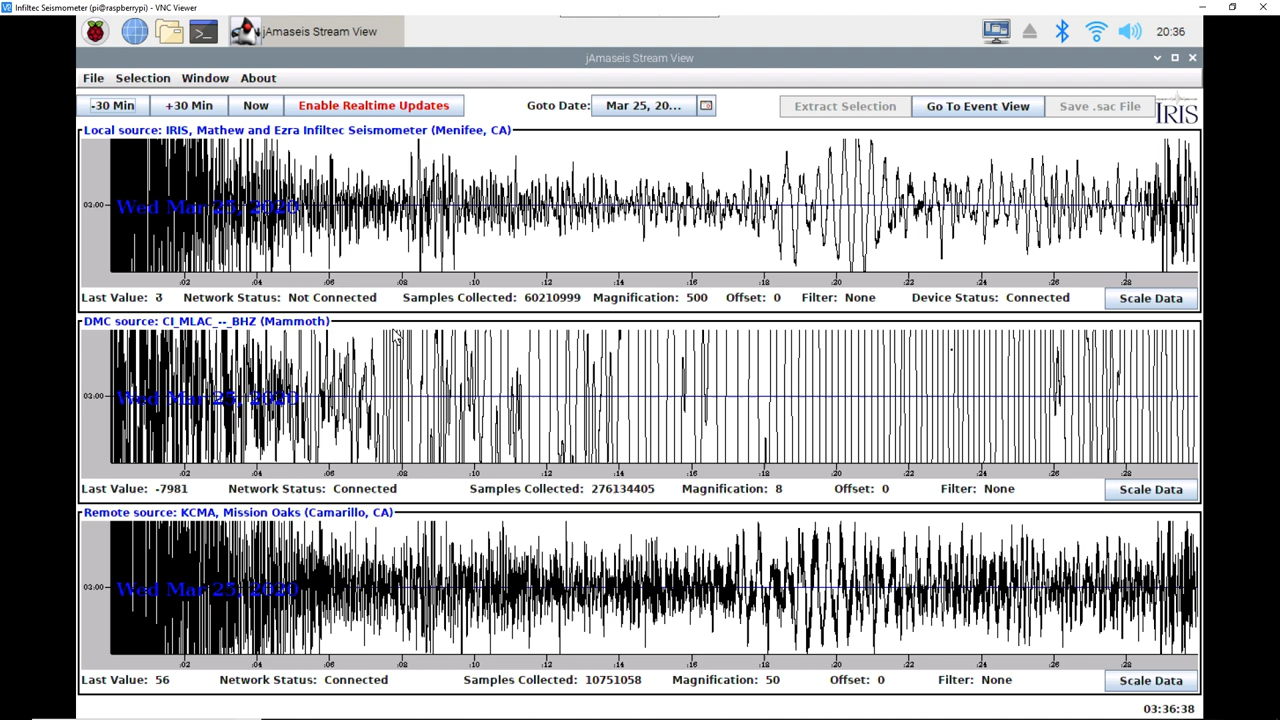 Infiltec Seismometer (pi@raspberrypi) - VNC Viewer
jAmaseis Stream View 20:36
jAmaseis Stream View
File Selection Window About
-30 Min +30 Min Now Enable Realtime Updates Goto Date: Mar 25, 20... Extract Selection Go To Event View Save .sac File IRIS
Local source: IRIS, Mathew and Ezra Infiltec Seismometer (Menifee, CA)
03:00 Wed Mar 25, 2020
:02 :04 :06 :08 :10 :12 :14 :16 :18 :20 :22 :24 :26 :28
Last Value: 3 Network Status: Not Connected Samples Collected: 60210999 Magnification: 500 Offset: 0 Filter: None Device Status: Connected Scale Data
DMC source: CI_MLAC_--_BHZ (Mammoth)
03:00 Wed Mar 25, 2020
:02 :04 :06 :08 :10 :12 :14 :16 :18 :20 :22 :24 :26 :28
Last Value: -7981 Network Status: Connected Samples Collected: 276134405 Magnification: 8 Offset: 0 Filter: None Scale Data
Remote source: KCMA, Mission Oaks (Camarillo, CA)
03:00 Wed Mar 25, 2020
:02 :04 :06 :08 :10 :12 :14 :16 :18 :20 :22 :24 :26 :28
Last Value: 56 Network Status: Connected Samples Collected: 10751058 Magnification: 50 Offset: 0 Filter: None Scale Data
03:36:38